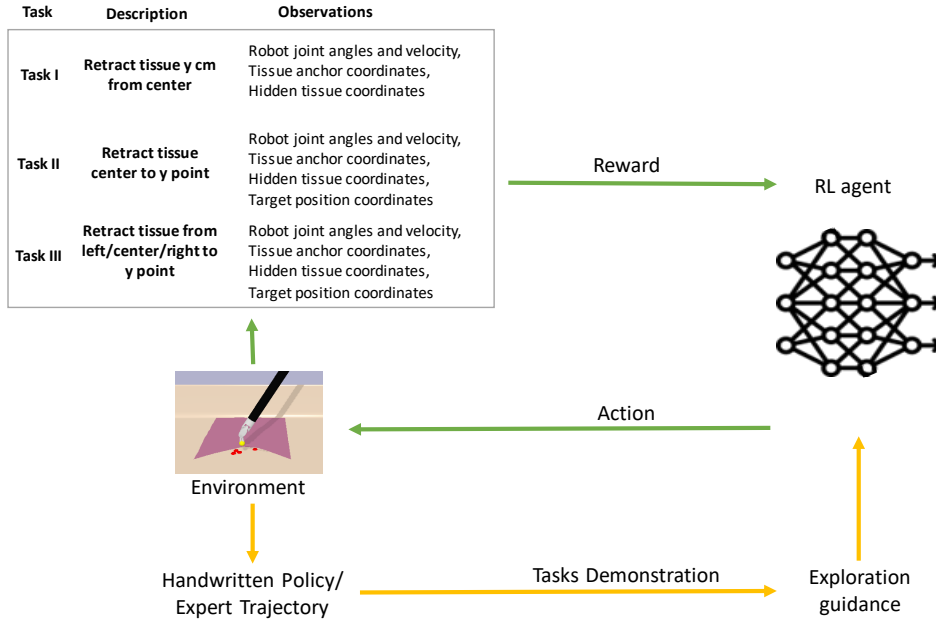 Task Description Observations
Task I
Retract tissue y cm
from center
Robot joint angles and velocity,
Tissue anchor coordinates,
Hidden tissue coordinates
Task II
Retract tissue
center to y point
Robot joint angles and velocity,
Tissue anchor coordinates,
Hidden tissue coordinates,
Target position coordinates
Task III
Retract tissue from
left/center/right to
y point
Robot joint angles and velocity,
Tissue anchor coordinates,
Hidden tissue coordinates,
Target position coordinates
Reward
RL agent
Action
Environment
Handwritten Policy/
Expert Trajectory
Tasks Demonstration
Exploration
guidance